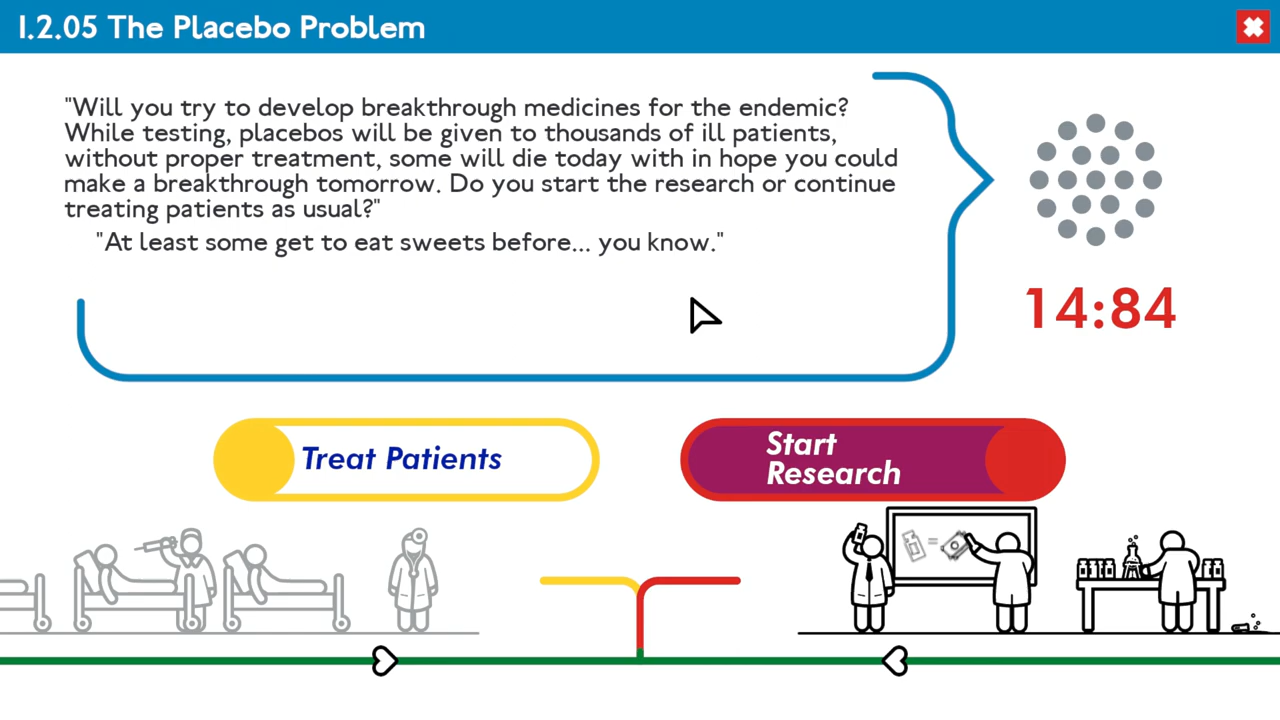 1.2.05 The Placebo Problem
"Will you try to develop breakthrough medicines for the endemic?
While testing, placebos will be given to thousands of ill patients,
without proper treatment, some will die today with in hope you could
make a breakthrough tomorrow. Do you start the research or continue
treating patients as usual?"
"At least some get to eat sweets before... you know."
14:84
Treat Patients
Start
Research
=